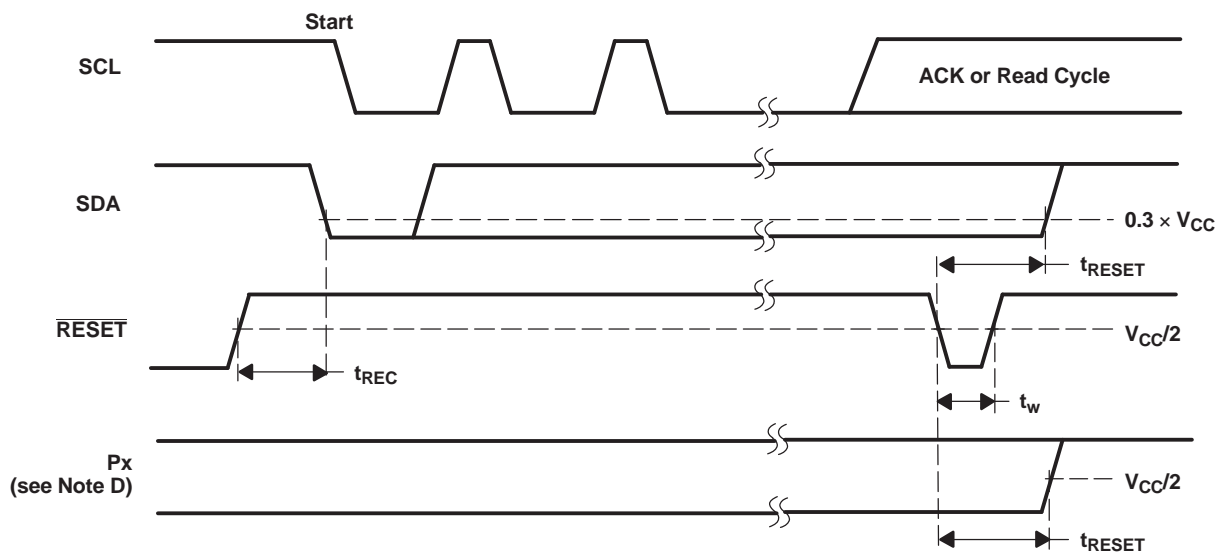 Start
SCL
ACK or Read Cycle
SDA
0.3 × VCC
tRESET
RESET
VCC/2
tREC
tw
Px
(see Note D)
VCC/2
tRESET